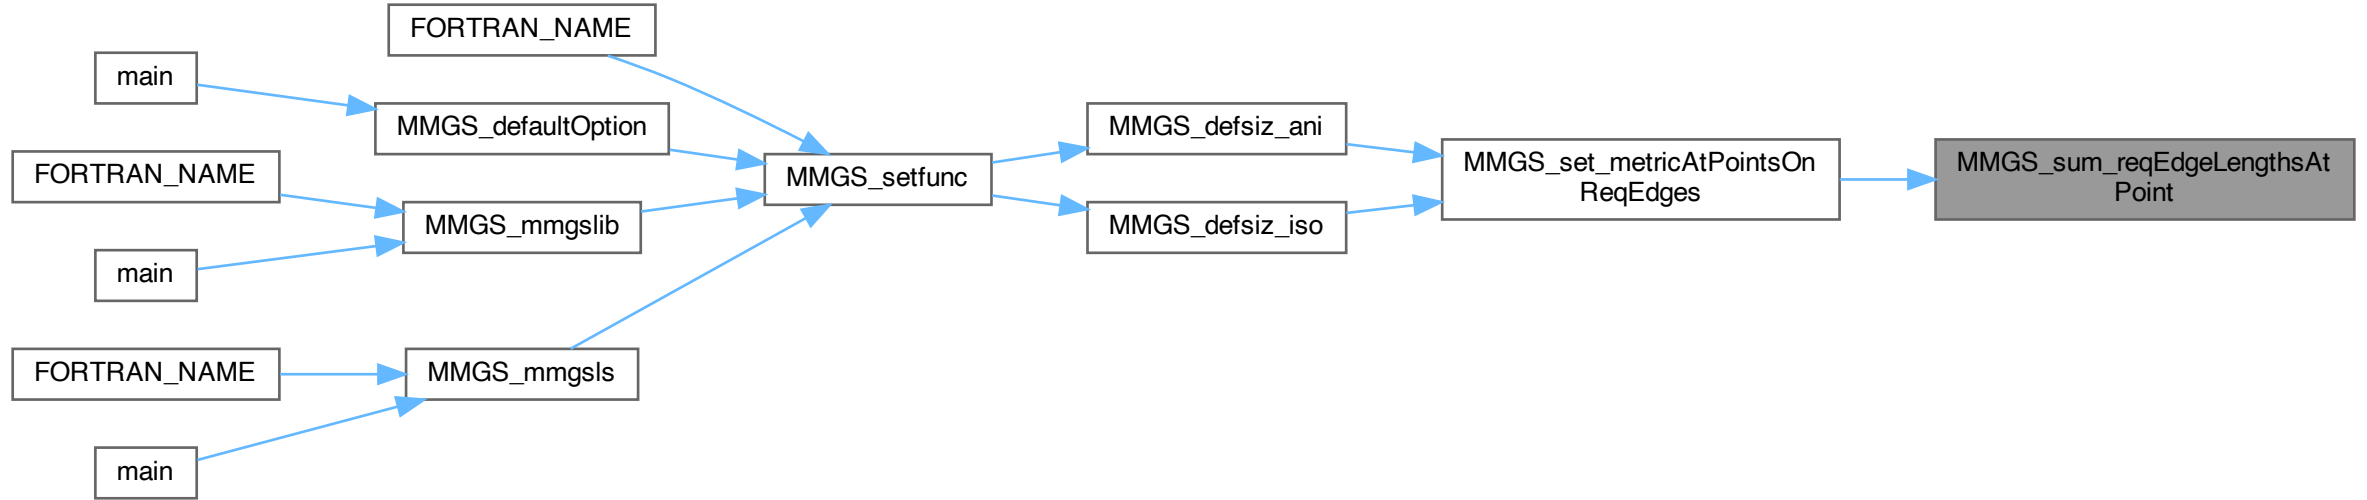 FORTRAN_NAME
main
MMGS_defaultOption
MMGS_defsiz_ani
FORTRAN_NAME
MMGS_setfunc
MMGS_set_metricAtPointsOn
ReqEdges
MMGS_sum_reqEdgeLengthsAt
Point
MMGS_mmgslib
MMGS_defsiz_iso
main
FORTRAN_NAME
MMGS_mmgsls
main